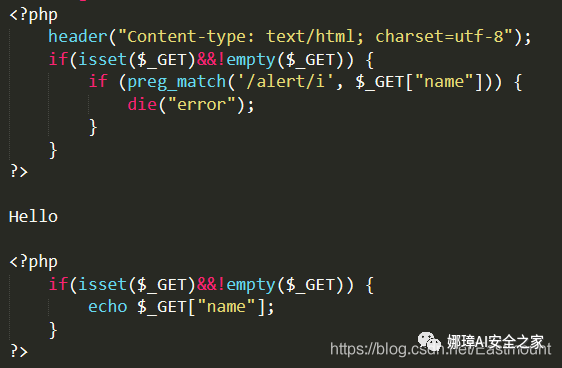 <?php
    header("Content-type: text/html; charset=utf-8");
    if(isset($_GET)&&!empty($_GET)) {
        if (preg_match('/alert/i', $_GET["name"])) {
            die("error");
        }
    }
?>
Hello
<?php
    if(isset($_GET)&&!empty($_GET)) {
        echo $_GET["name"];
    }
?>
娜璋AI安全之家
https://blog.csdn.net/Eastmount